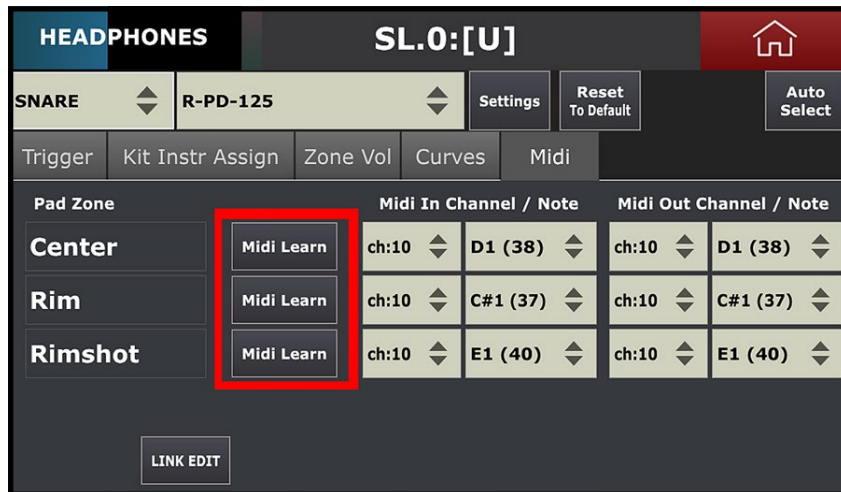 HEADPHONES SL.0:[U]
SNARE R-PD-125 Settings Reset To Default Auto Select
Trigger Kit Instr Assign Zone Vol Curves Midi
Pad Zone Midi In Channel / Note Midi Out Channel / Note
Center Midi Learn ch:10 D1 (38) ch:10 D1 (38)
Rim Midi Learn ch:10 C#1 (37) ch:10 C#1 (37)
Rimshot Midi Learn ch:10 E1 (40) ch:10 E1 (40)
LINK EDIT